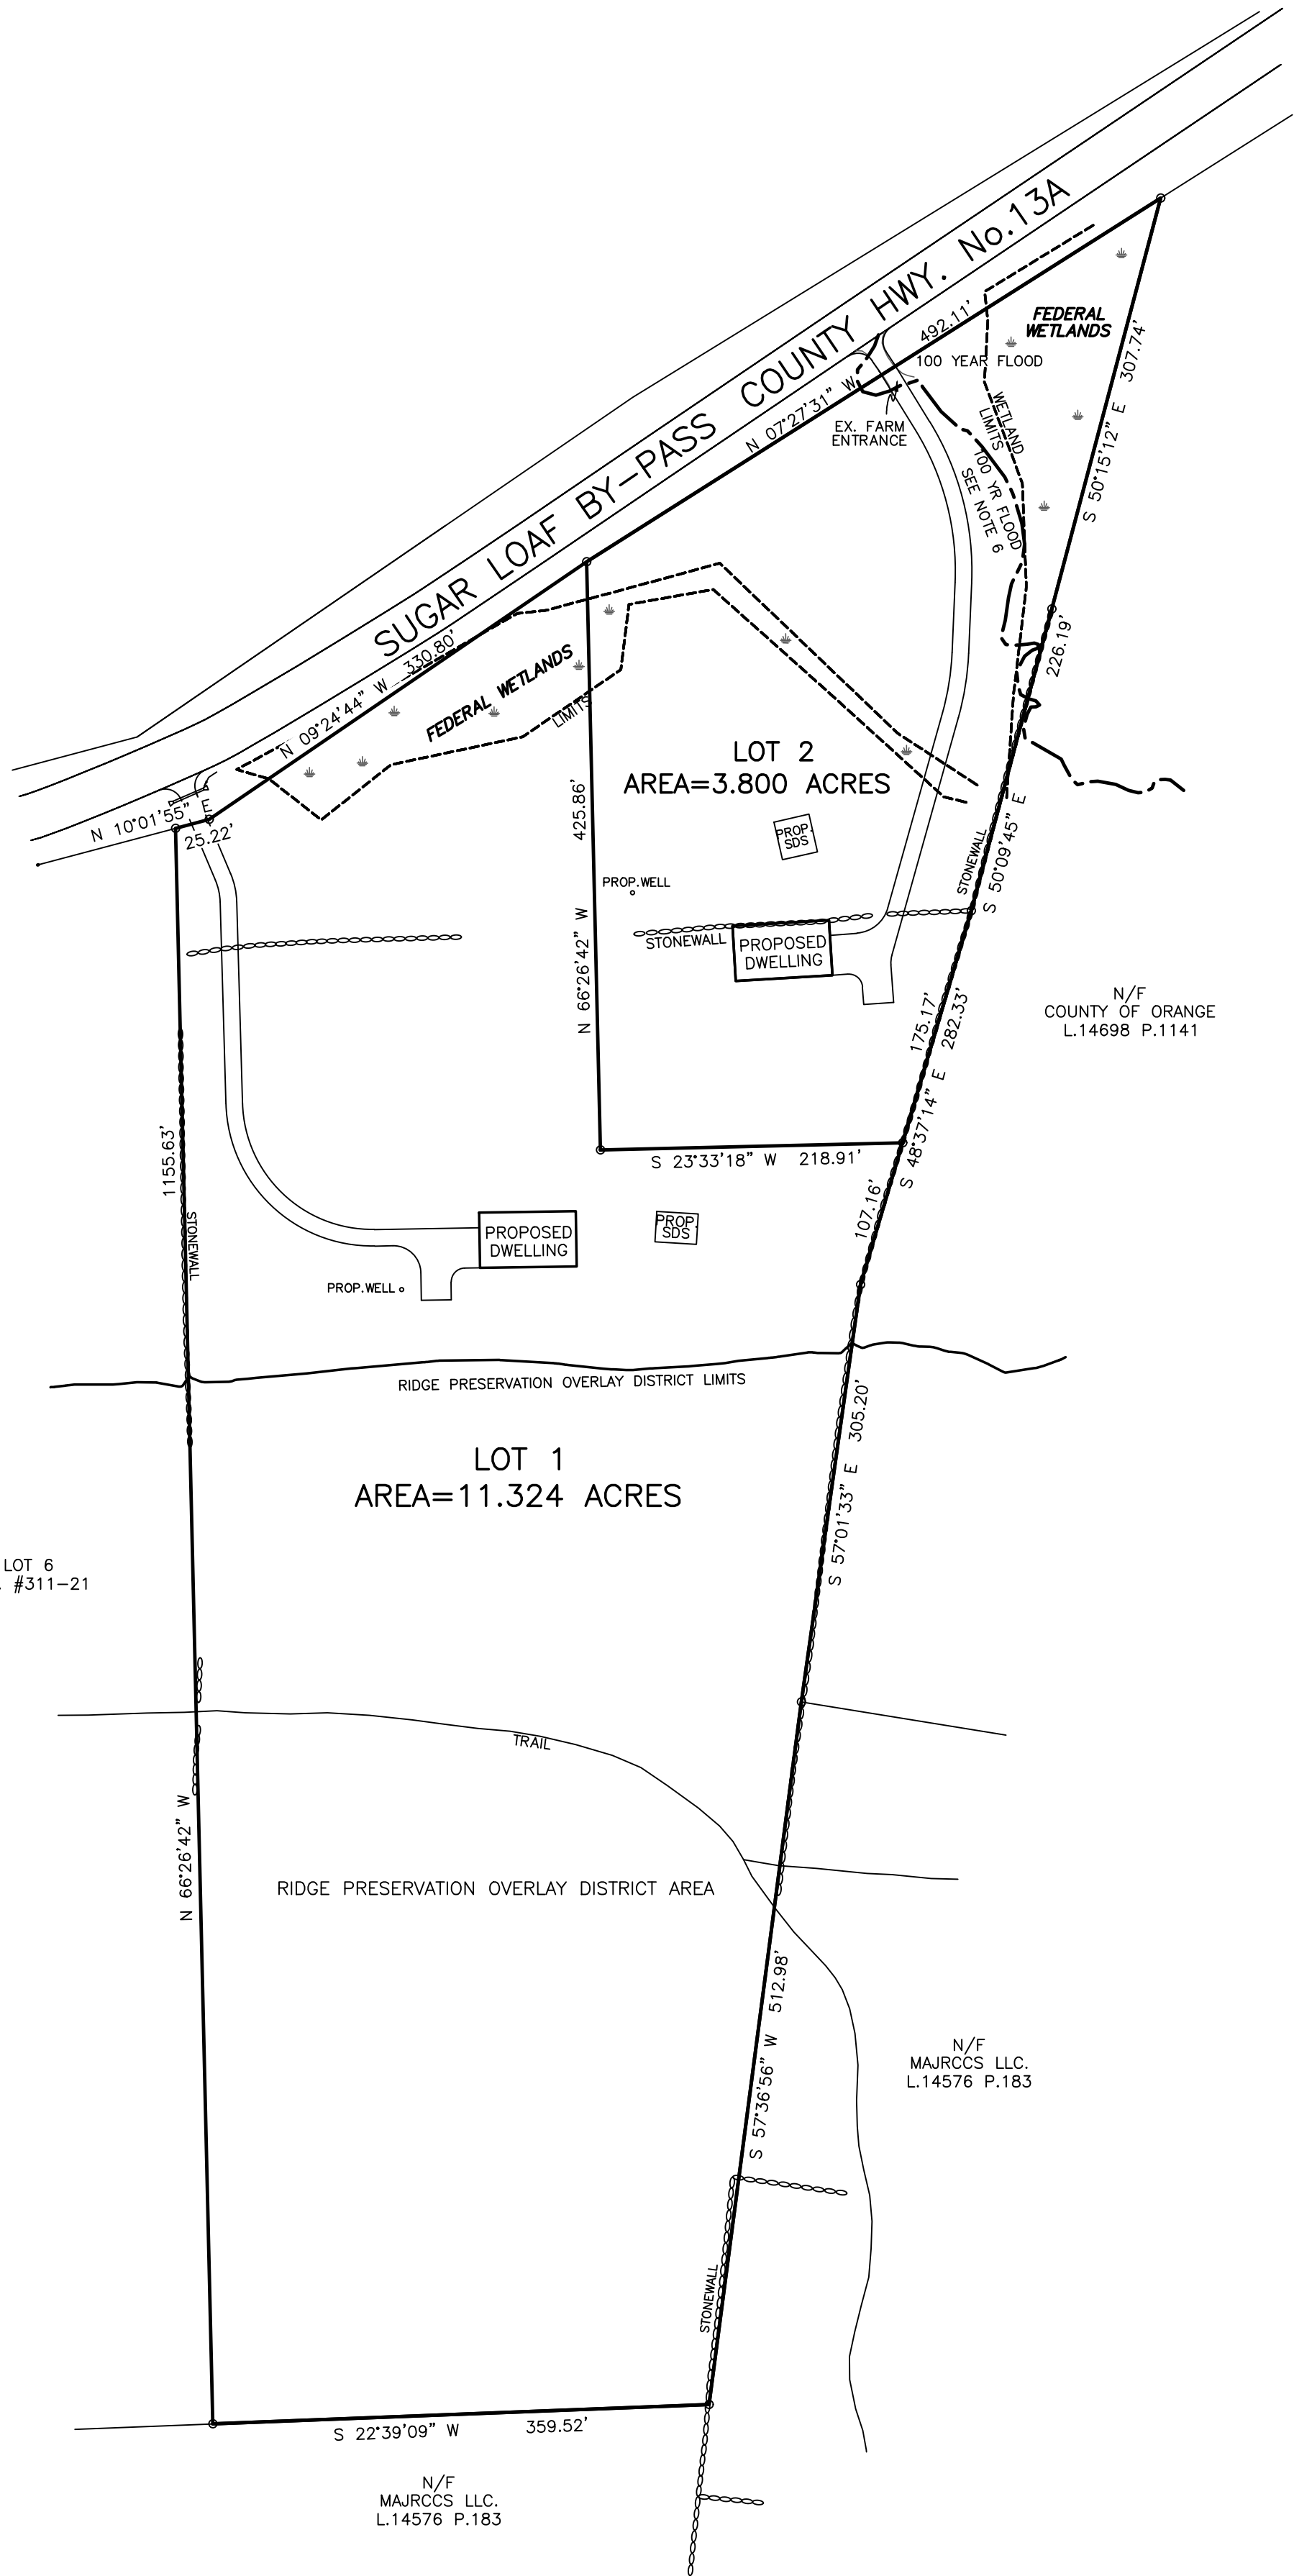 SUGAR LOAF BY-PASS COUNTY HWY. No.13A
492.11'
FEDERAL
WETLANDS
100 YEAR FLOOD
S 50°15'12" E 307.74'
N 07°27'31" W
EX. FARM
ENTRANCE
WETLAND
LIMITS
100 YR FLOOD
SEE NOTE 6
226.19'
N 09°24'44" W 330.80'
FEDERAL WETLANDS
LIMITS
LOT 2
AREA=3.800 ACRES
N 10°01'55" E
25.22'
425.86'
PROP.
SDS
PROP.WELL
STONEWALL
S 50°09'45" E
N 66°26'42" W
STONEWALL
PROPOSED
DWELLING
N/F
COUNTY OF ORANGE
L.14698 P.1141
175.17'
S 48°37'14" E 282.33'
1155.63'
S 23°33'18" W 218.91'
107.16'
STONEWALL
PROPOSED
DWELLING
PROP.
SDS
PROP.WELL
RIDGE PRESERVATION OVERLAY DISTRICT LIMITS
S 57°01'33" E 305.20'
LOT 1
AREA=11.324 ACRES
LOT 6
. #311-21
TRAIL
N 66°26'42" W
RIDGE PRESERVATION OVERLAY DISTRICT AREA
S 57°36'56" W 512.98'
N/F
MAJRCCS LLC.
L.14576 P.183
STONEWALL
S 22°39'09" W 359.52'
N/F
MAJRCCS LLC.
L.14576 P.183